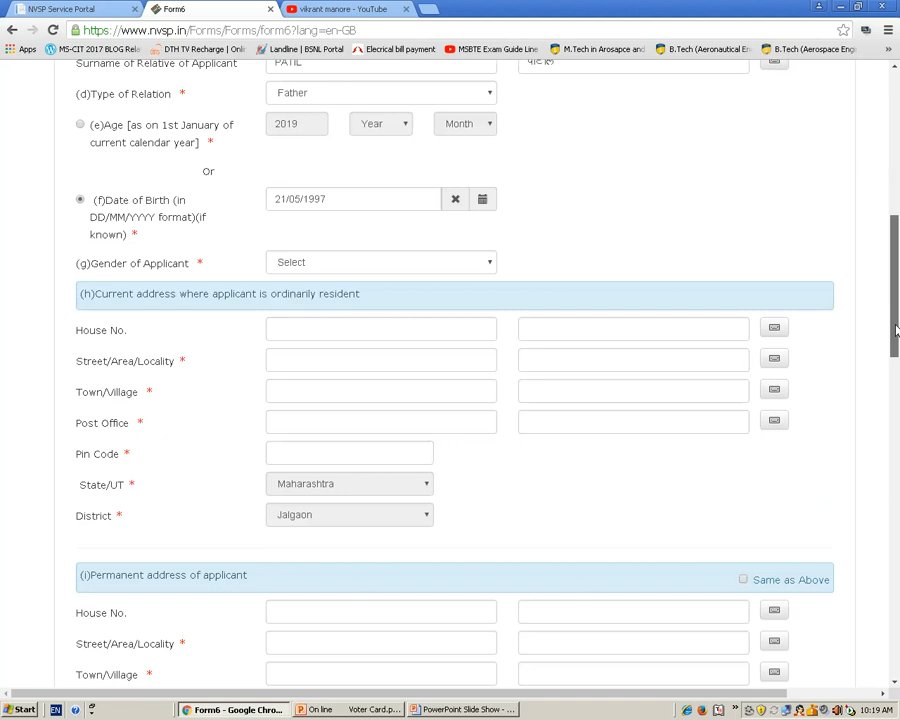 NVSP Service Portal
Form6
vikrant manore - YouTube
https://www.nvsp.in/Forms/Forms/form6?lang=en-GB
Apps
MS-CIT 2017 BLOG Rele
DTH TV Recharge | Onli
Landline | BSNL Portal
Elecrical bill payment
MSBTE Exam Guide Line
M.Tech in Arosapce and
B.Tech (Aeronautical En
B.Tech (Aerospace Eng
Surname of Relative of Applicant
PATIL
पाटील
(d)Type of Relation *
Father
(e)Age [as on 1st January of
current calendar year] *
2019
Year
Month
Or
(f)Date of Birth (in
DD/MM/YYYY format)(if
known) *
21/05/1997
(g)Gender of Applicant *
Select
(h)Current address where applicant is ordinarily resident
House No.
Street/Area/Locality *
Town/Village *
Post Office *
Pin Code *
State/UT *
Maharashtra
District *
Jalgaon
(i)Permanent address of applicant
Same as Above
House No.
Street/Area/Locality *
Town/Village *
Start
EN
Form6 - Google Chro...
On line Voter Card.p...
PowerPoint Slide Show - ...
10:19 AM